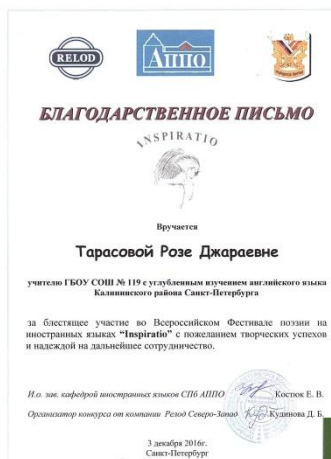 RELOD
АППО
БЛАГОДАРСТВЕННОЕ ПИСЬМО
INSPIRATIO
Вручается
Тарасовой Розе Джараевне
учителю ГБОУ СОШ № 119 с углубленным изучением английского языка
Калининского района Санкт-Петербурга
за блестящее участие во Всероссийском Фестивале поэзии на
иностранных языках “Inspiratio” с пожеланием творческих успехов
и надеждой на дальнейшее сотрудничество.
И.о. зав. кафедрой иностранных языков СПб АППО Костюк Е. В.
Организатор конкурса от компании Релод Северо-Запад Кудинова Д. Б.
3 декабря 2016г.
Санкт-Петербург